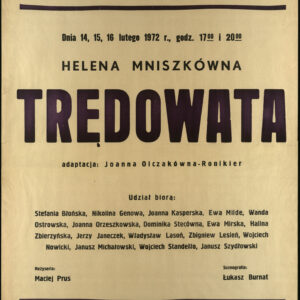 Dnia 14, 15, 16 lutego 1972 r., godz. 17⁰⁰ i 20⁰⁰
HELENA MNISZKÓWNA
TRĘDOWATA
adaptacja: Joanna Olczakówna-Ronikier
Udział biorą:
Stefania Błońska, Nikolina Genowa, Joanna Kasperska, Ewa Milde, Wanda
Ostrowska, Joanna Orzeszkowska, Dominika Stecówna, Ewa Mirska, Halina
Zbierzyńska, Jerzy Janeczek, Władysław Lasoń, Zbigniew Lesień, Wojciech
Nowicki, Janusz Michałowski, Wojciech Standełło, Janusz Szydłowski
Reżyseria:
Maciej Prus
Scenografia:
Łukasz Burnat